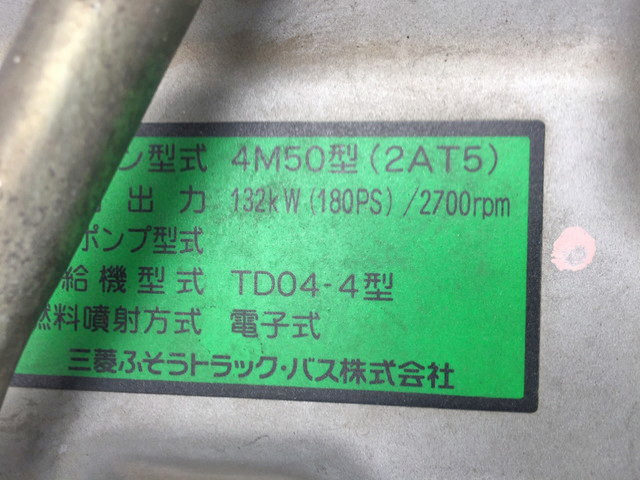 ン型式 4M50型(2AT5)
出力 132kW(180PS)/2700rpm
ポンプ型式
給機型式 TD04-4型
燃料噴射方式 電子式
三菱ふそうトラック・バス株式会社